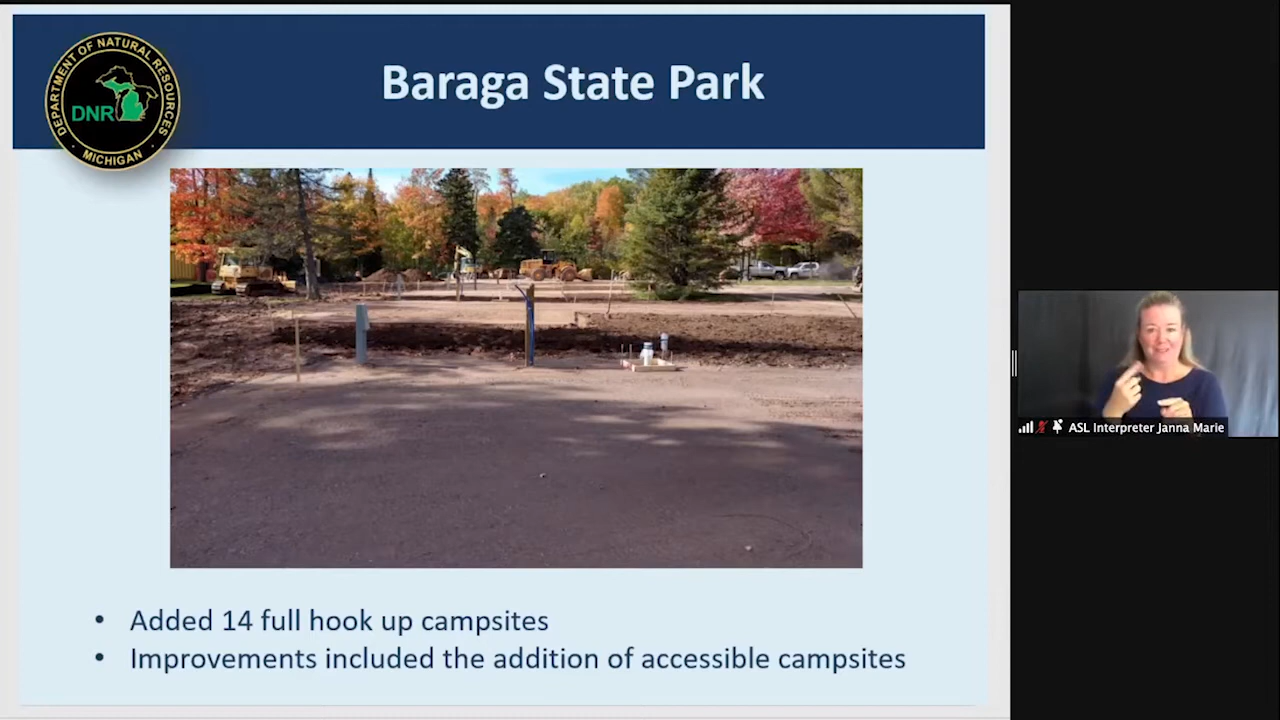 DEPARTMENT OF NATURAL RESOURCES
DNR
MICHIGAN
Baraga State Park
ASL Interpreter Janna Marie
• Added 14 full hook up campsites
• Improvements included the addition of accessible campsites